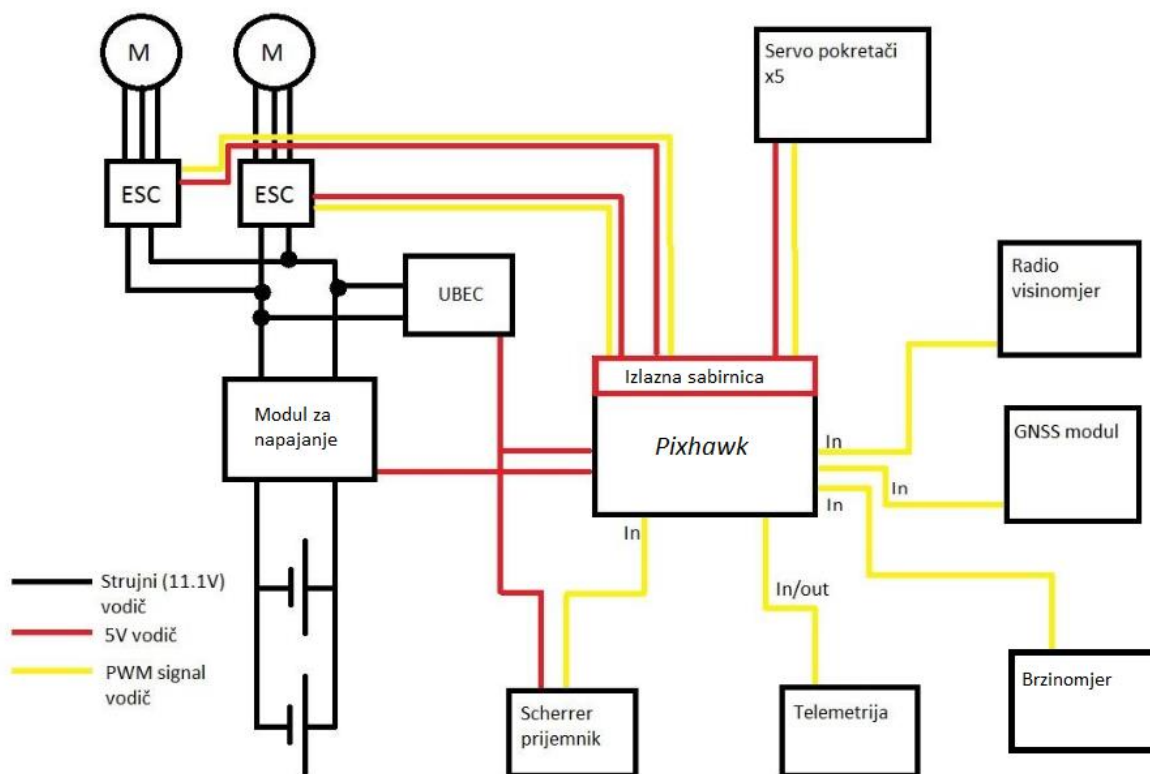 M
M
Servo pokretači
x5
ESC
ESC
UBEC
Radio
visinomjer
Izlazna sabirnica
Modul za
napajanje
Pixhawk
In
GNSS modul
In
In
In
In/out
Strujni (11.1V)
vodič
5V vodič
PWM signal
vodič
Scherrer
prijemnik
Telemetrija
Brzinomjer